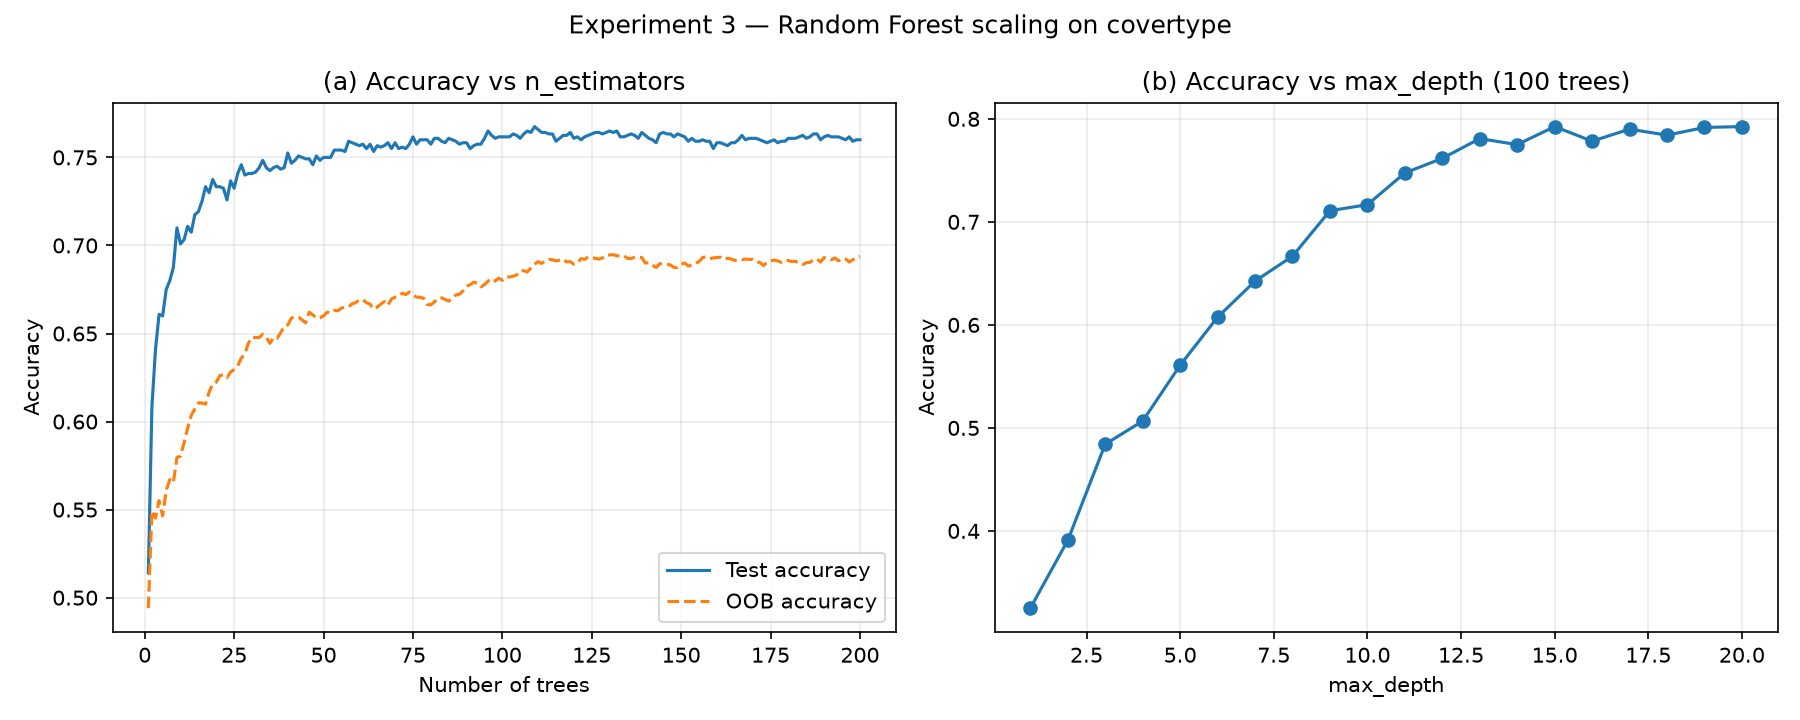 Experiment 3 — Random Forest scaling on covertype
(a) Accuracy vs n_estimators
Accuracy
0.75
0.70
0.65
0.60
0.55
0.50
Test accuracy
OOB accuracy
0 25 50 75 100 125 150 175 200
Number of trees
(b) Accuracy vs max_depth (100 trees)
Accuracy
0.8
0.7
0.6
0.5
0.4
2.5 5.0 7.5 10.0 12.5 15.0 17.5 20.0
max_depth